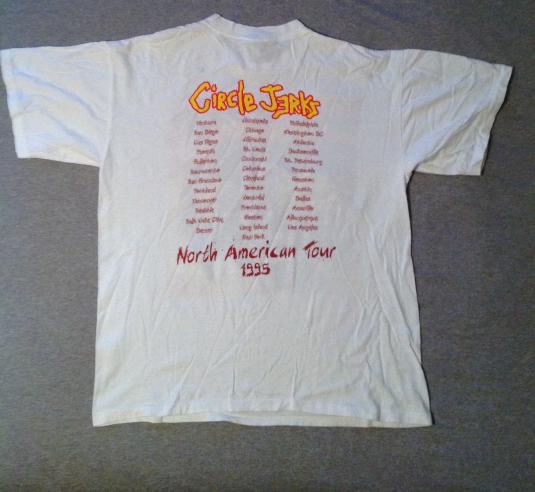 Circle Jerks
Ventura
San Diego
Las Vegas
Phoenix
Fullerton
Sacramento
San Francisco
Portland
Vancouver
Seattle
Salt Lake City
Denver
Minneapolis
Chicago
Milwaukee
St. Louis
Cincinnati
Columbus
Cleveland
Toronto
Montreal
Providence
Boston
Long Island
New York
Philadelphia
Washington DC
Atlanta
Jacksonville
St. Petersburg
Pensacola
Houston
Austin
Dallas
Amarillo
Albuquerque
Los Angeles
North American Tour
1995